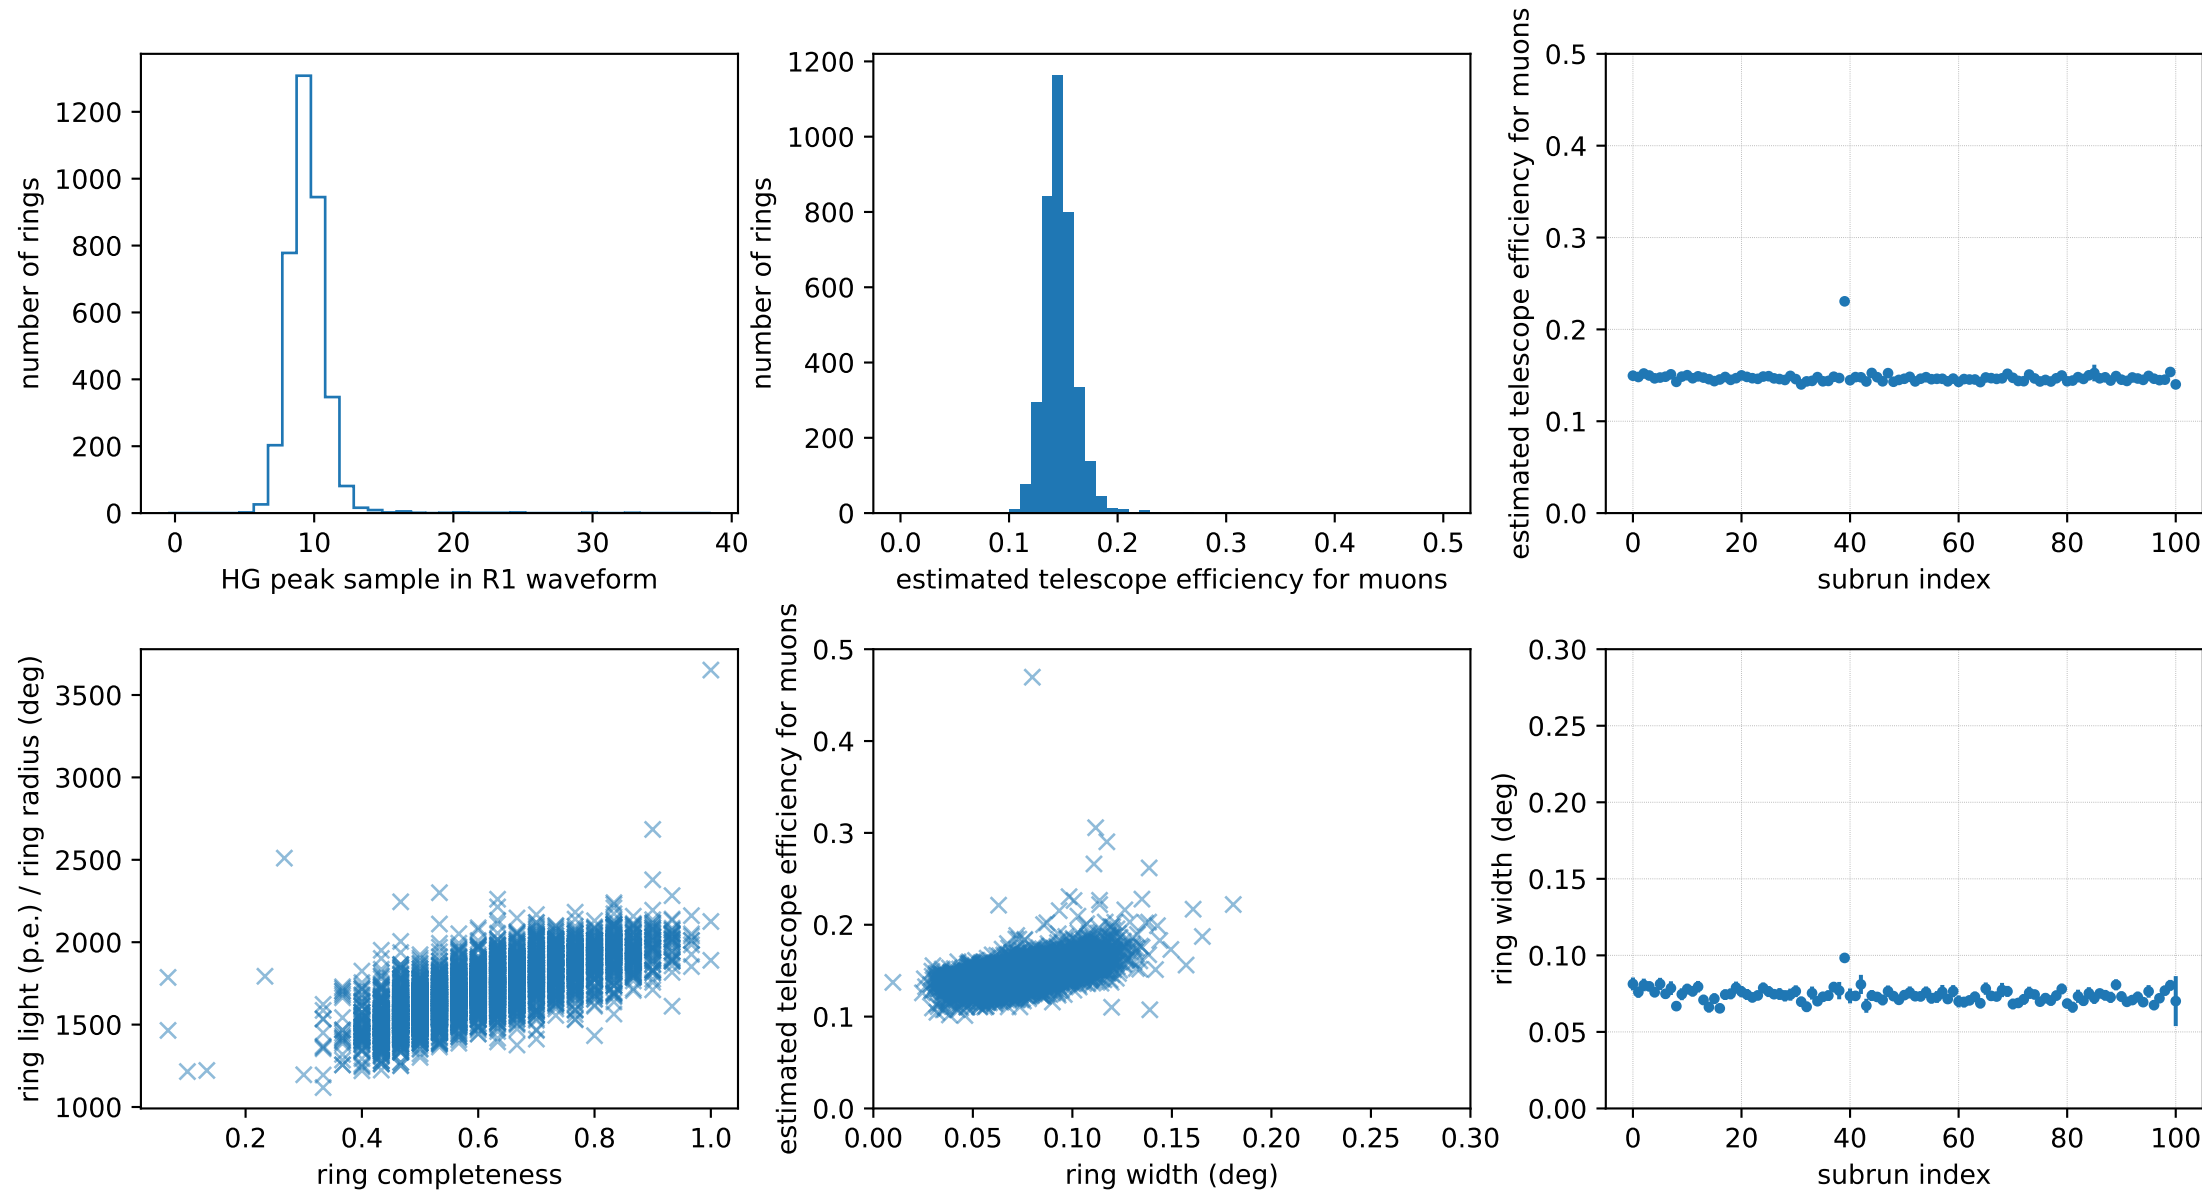 number of rings
0
200
400
600
800
1000
1200
0 10 20 30 40
HG peak sample in R1 waveform
number of rings
0
200
400
600
800
1000
1200
0.0 0.1 0.2 0.3 0.4 0.5
estimated telescope efficiency for muons
estimated telescope efficiency for muons
0.5
0.4
0.3
0.2
0.1
0.0
0 20 40 60 80 100
subrun index
ring light (p.e.) / ring radius (deg)
3500
3000
2500
2000
1500
1000
0.2 0.4 0.6 0.8 1.0
ring completeness
estimated telescope efficiency for muons
0.5
0.4
0.3
0.2
0.1
0.0
0.00 0.05 0.10 0.15 0.20 0.25 0.30
ring width (deg)
ring width (deg)
0.30
0.25
0.20
0.15
0.10
0.05
0.00
0 20 40 60 80 100
subrun index